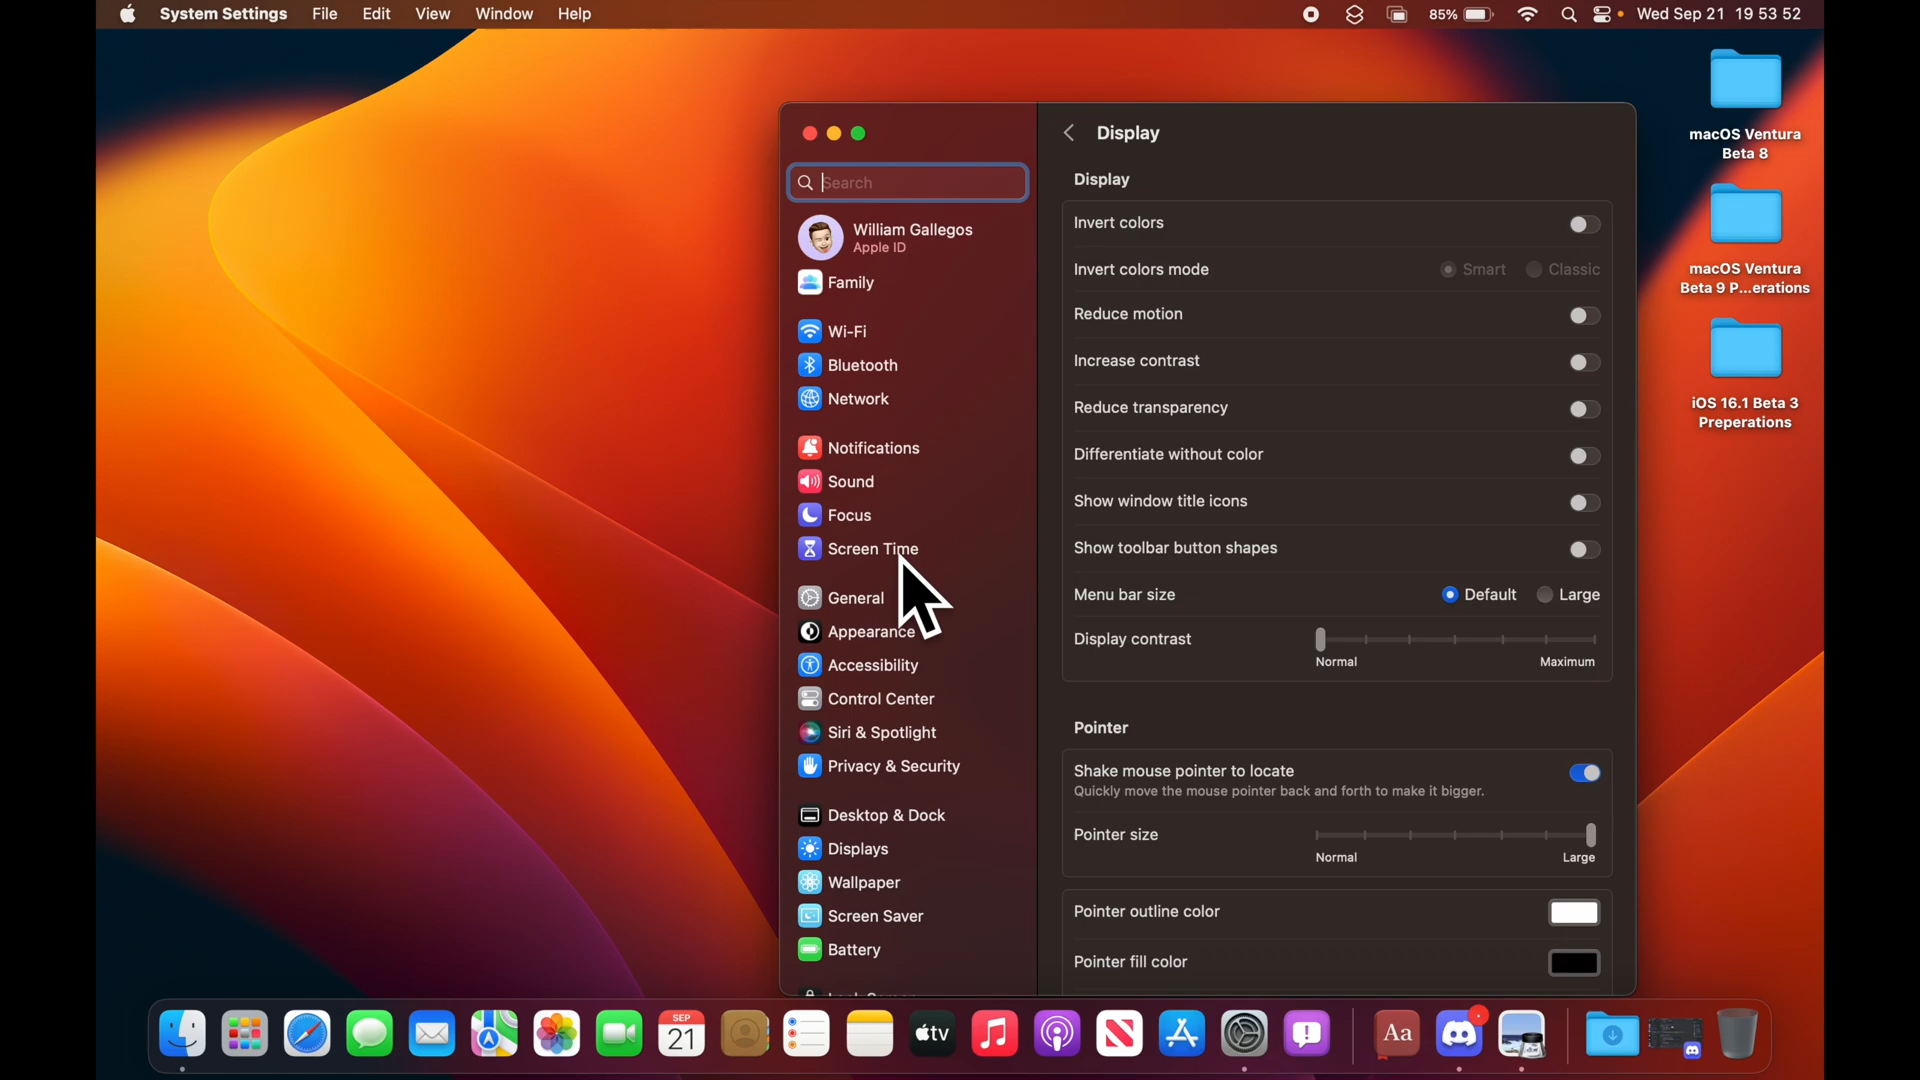 System Settings File Edit View Window Help
85% Wed Sep 21 19 53 52
Display
Search
William Gallegos
Apple ID
Family
Wi-Fi
Bluetooth
Network
Notifications
Sound
Focus
Screen Time
General
Appearance
Accessibility
Control Center
Siri & Spotlight
Privacy & Security
Desktop & Dock
Displays
Wallpaper
Screen Saver
Battery
Display
Invert colors
Invert colors mode Smart Classic
Reduce motion
Increase contrast
Reduce transparency
Differentiate without color
Show window title icons
Show toolbar button shapes
Menu bar size Default Large
Display contrast
Normal Maximum
Pointer
Shake mouse pointer to locate
Quickly move the mouse pointer back and forth to make it bigger.
Pointer size
Normal Large
Pointer outline color
Pointer fill color
macOS Ventura
Beta 8
macOS Ventura
Beta 9 P...erations
iOS 16.1 Beta 3
Preperations
SEP
21
tv
Aa